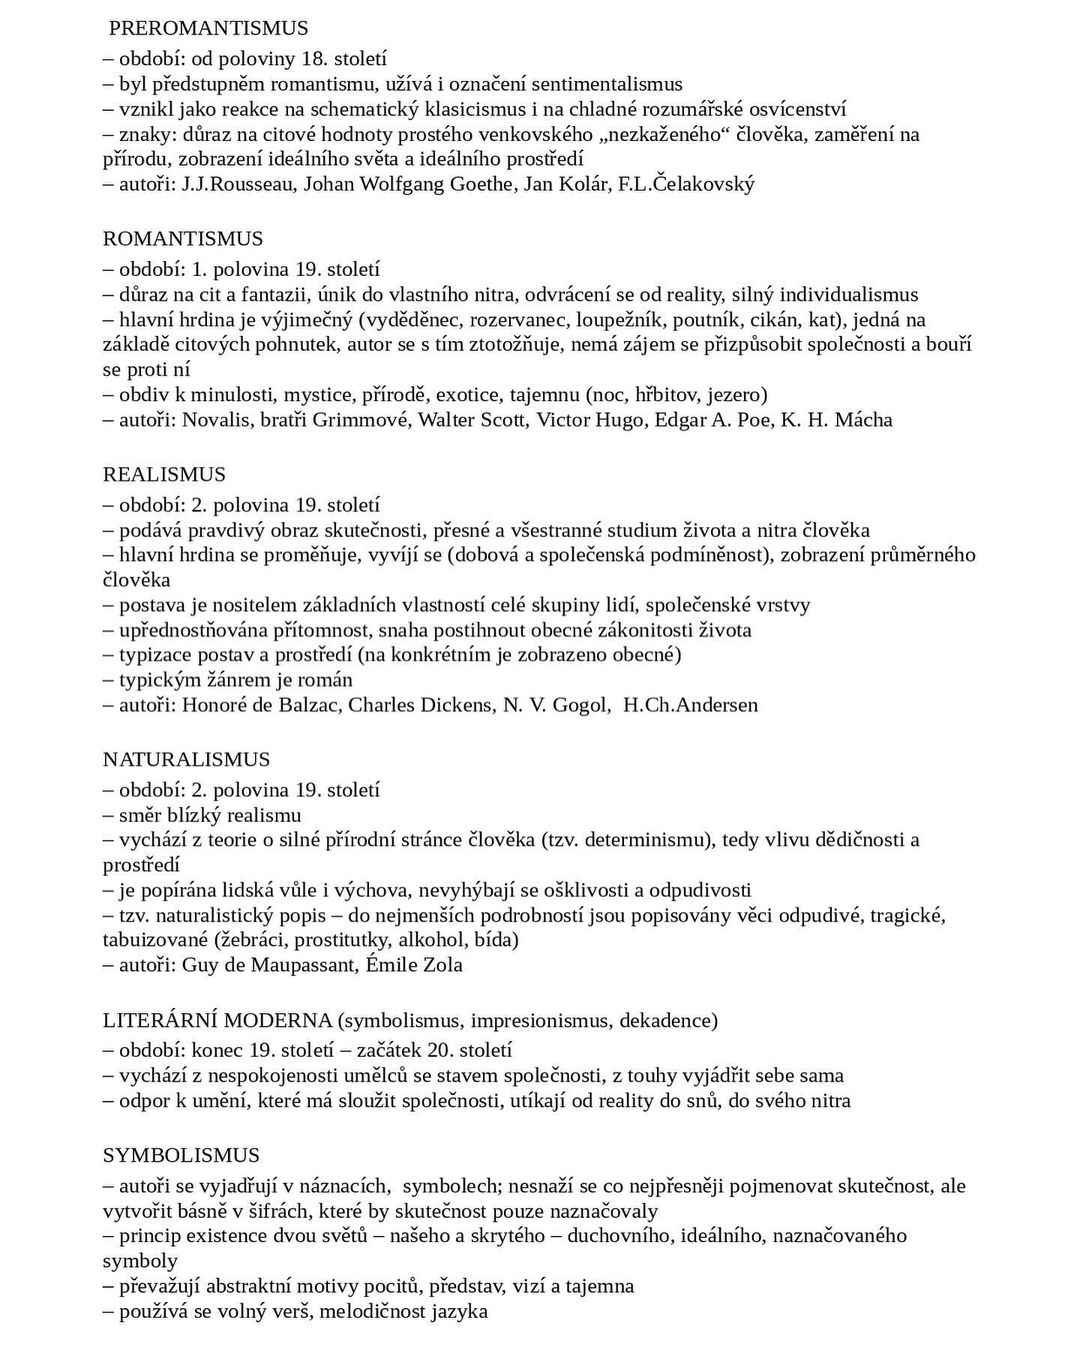 PREROMANTISMUS
– období: od poloviny 18. století
– byl předstupněm romantismu, užívá i označení sentimentalismus
– vznikl jako reakce na schematický klasicismus i na chladné rozumářské osvícenství
– znaky: důraz na citové hodnoty prostého venkovského „nezkaženého“ člověka, zaměření na
přírodu, zobrazení ideálního světa a ideálního prostředí
– autoři: J.J.Rousseau, Johan Wolfgang Goethe, Jan Kolár, F.L.Čelakovský
ROMANTISMUS
– období: 1. polovina 19. století
– důraz na cit a fantazii, únik do vlastního nitra, odvrácení se od reality, silný individualismus
– hlavní hrdina je výjimečný (vyděděnec, rozervanec, loupežník, poutník, cikán, kat), jedná na
základě citových pohnutek, autor se s tím ztotožňuje, nemá zájem se přizpůsobit společnosti a bouří
se proti ní
– obdiv k minulosti, mystice, přírodě, exotice, tajemnu (noc, hřbitov, jezero)
– autoři: Novalis, bratři Grimmové, Walter Scott, Victor Hugo, Edgar A. Poe, K. H. Mácha
REALISMUS
– období: 2. polovina 19. století
– podává pravdivý obraz skutečnosti, přesné a všestranné studium života a nitra člověka
– hlavní hrdina se proměňuje, vyvíjí se (dobová a společenská podmíněnost), zobrazení průměrného
člověka
– postava je nositelem základních vlastností celé skupiny lidí, společenské vrstvy
– upřednostňována přítomnost, snaha postihnout obecné zákonitosti života
– typizace postav a prostředí (na konkrétním je zobrazeno obecné)
– typickým žánrem je román
– autoři: Honoré de Balzac, Charles Dickens, N. V. Gogol,  H.Ch.Andersen
NATURALISMUS
– období: 2. polovina 19. století
– směr blízký realismu
– vychází z teorie o silné přírodní stránce člověka (tzv. determinismu), tedy vlivu dědičnosti a
prostředí
– je popírána lidská vůle i výchova, nevyhýbají se ošklivosti a odpudivosti
– tzv. naturalistický popis – do nejmenších podrobností jsou popisovány věci odpudivé, tragické,
tabuizované (žebráci, prostitutky, alkohol, bída)
– autoři: Guy de Maupassant, Émile Zola
LITERÁRNÍ MODERNA (symbolismus, impresionismus, dekadence)
– období: konec 19. století – začátek 20. století
– vychází z nespokojenosti umělců se stavem společnosti, z touhy vyjádřit sebe sama
– odpor k umění, které má sloužit společnosti, utíkají od reality do snů, do svého nitra
SYMBOLISMUS
– autoři se vyjadřují v náznacích,  symbolech; nesnaží se co nejpřesněji pojmenovat skutečnost, ale
vytvořit básně v šifrách, které by skutečnost pouze naznačovaly
– princip existence dvou světů – našeho a skrytého – duchovního, ideálního, naznačovaného
symboly
– převažují abstraktní motivy pocitů, představ, vizí a tajemna
– používá se volný verš, melodičnost jazyka